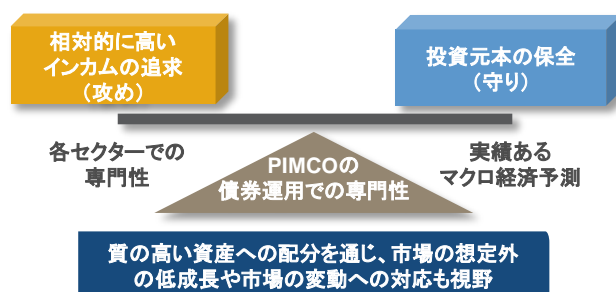 相対的に高い
インカムの追求
（攻め）
投資元本の保全
（守り）
各セクターでの
専門性
PIMCOの
債券運用での専門性
実績ある
マクロ経済予測
質の高い資産への配分を通じ、市場の想定外
の低成長や市場の変動への対応も視野